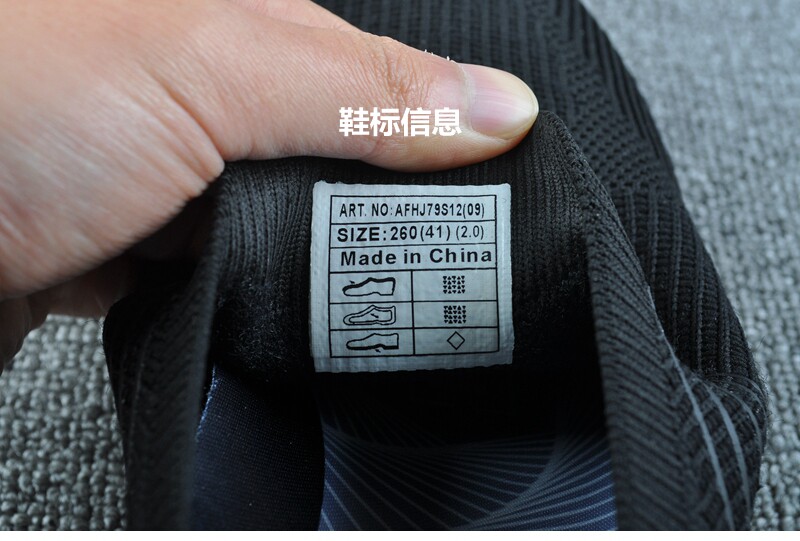 鞋标信息
ART. NO:AFHJ79S12(09)
SIZE:260(41)(2.0)
Made in China